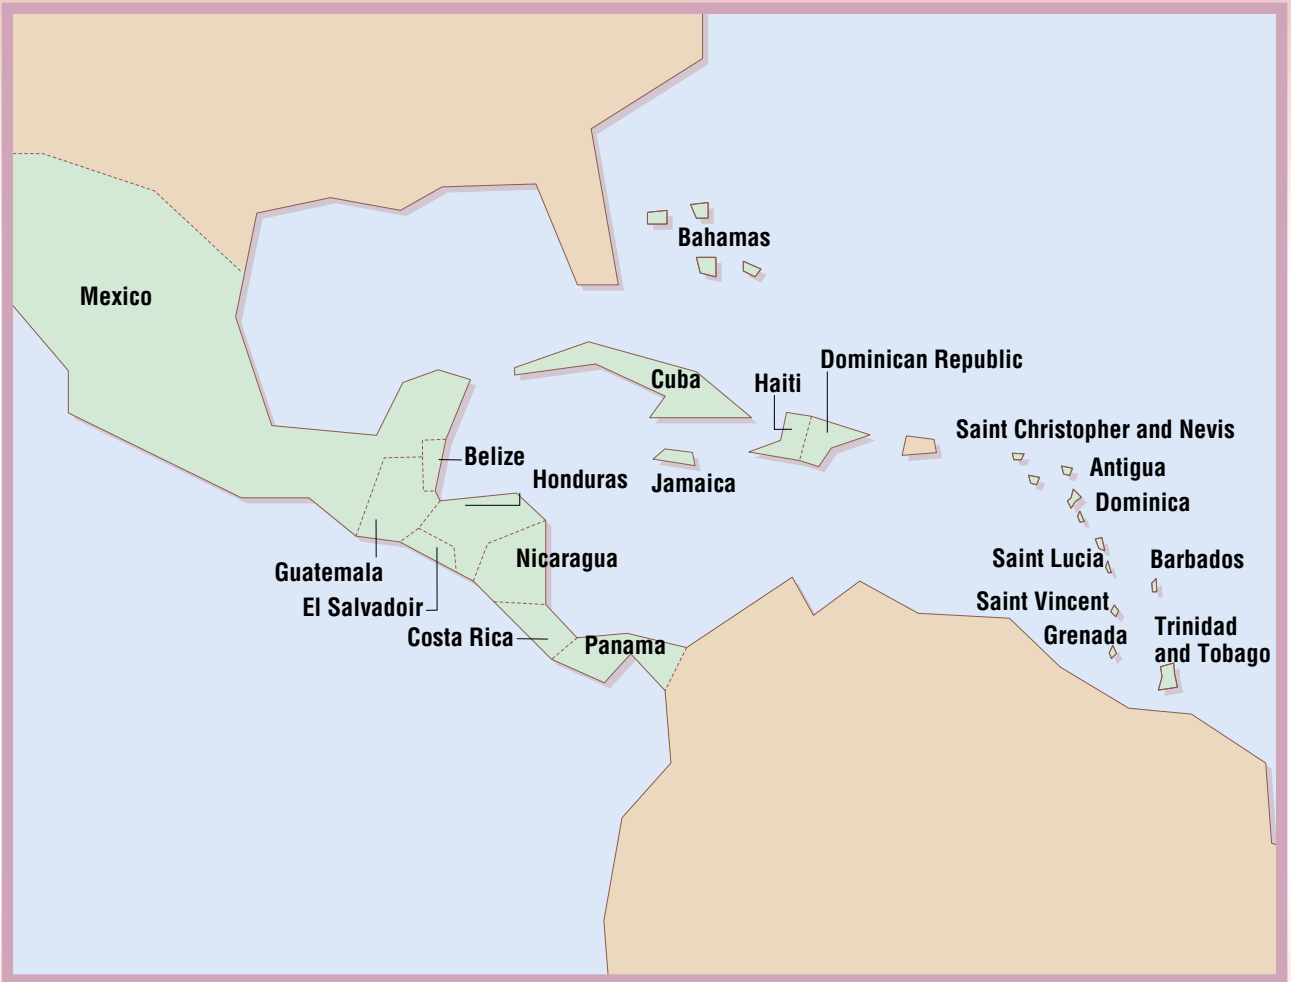 Bahamas
Mexico
Dominican Republic
Cuba
Haiti
Saint Christopher and Nevis
Belize
Antigua
Honduras
Jamaica
Dominica
Nicaragua
Saint Lucia
Barbados
Guatemala
Saint Vincent
El Salvadoir
Costa Rica
Panama
Grenada
Trinidad
and Tobago